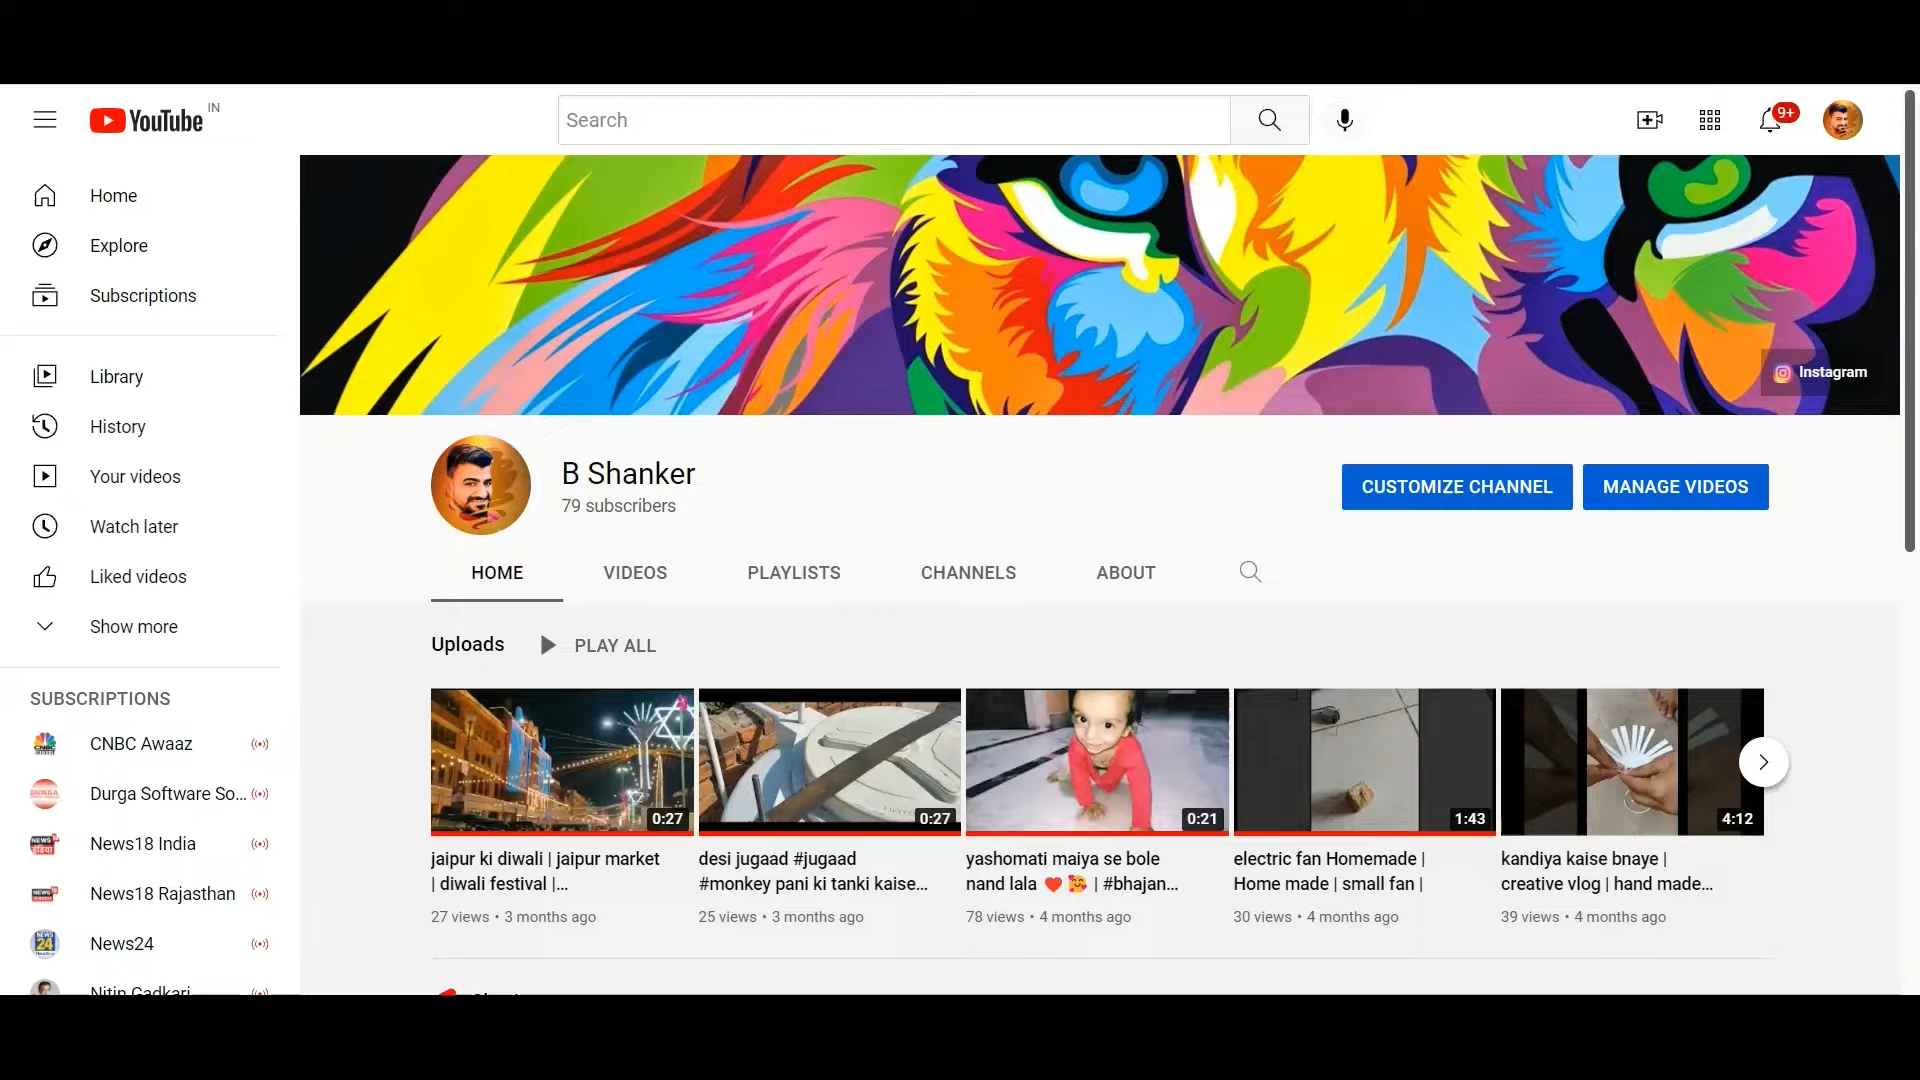 YouTube IN
Search
9+
Home
Explore
Subscriptions
Library
History
Your videos
Watch later
Liked videos
Show more
SUBSCRIPTIONS
CNBC Awaaz
Durga Software So...
News18 India
News18 Rajasthan
News24
Nitin Gadkari
Instagram
B Shanker
79 subscribers
CUSTOMIZE CHANNEL
MANAGE VIDEOS
HOME
VIDEOS
PLAYLISTS
CHANNELS
ABOUT
Uploads
PLAY ALL
0:27
jaipur ki diwali | jaipur market
| diwali festival |...
27 views • 3 months ago
0:27
desi jugaad #jugaad
#monkey pani ki tanki kaise...
25 views • 3 months ago
0:21
yashomati maiya se bole
nand lala ❤️ 🥰 | #bhajan...
78 views • 4 months ago
1:43
electric fan Homemade |
Home made | small fan |
30 views • 4 months ago
4:12
kandiya kaise bnaye |
creative vlog | hand made...
39 views • 4 months ago